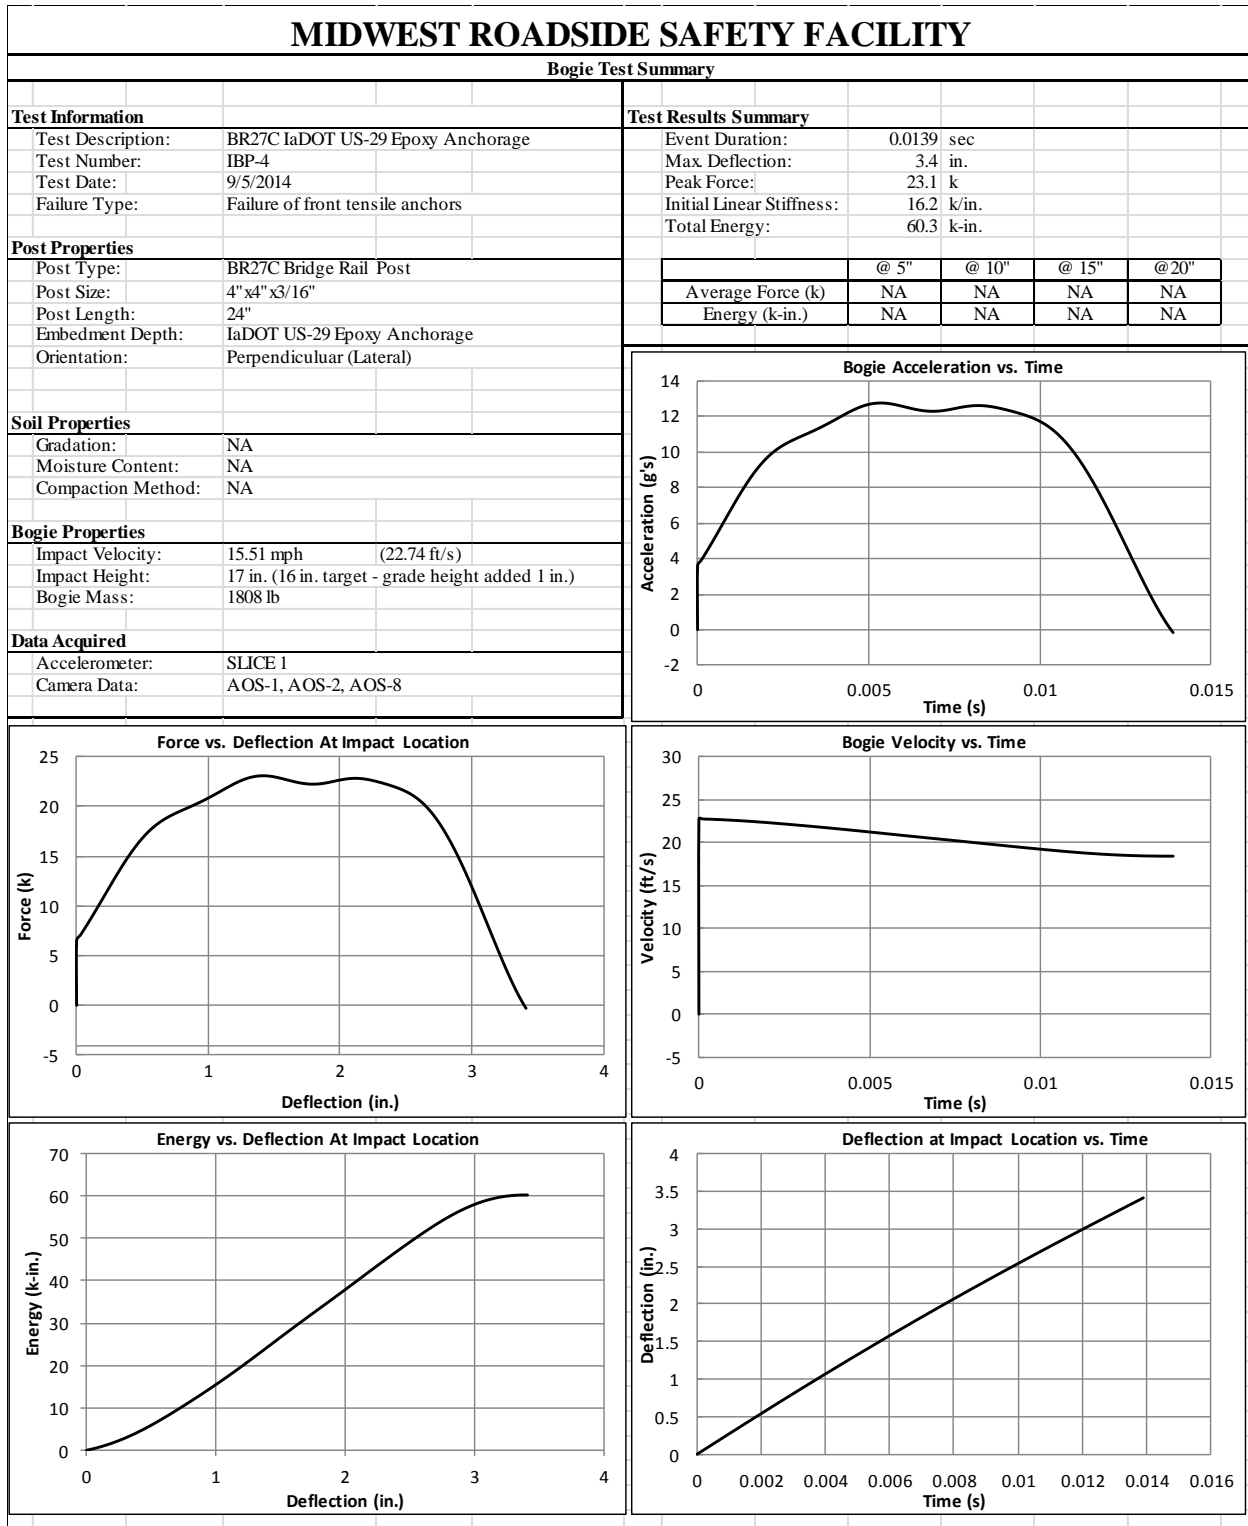 MIDWEST ROADSIDE SAFETY FACILITY
Bogie Test Summary
Test Information
Test Description: BR27C IaDOT US-29 Epoxy Anchorage
Test Number: IBP-4
Test Date: 9/5/2014
Failure Type: Failure of front tensile anchors
Post Properties
Post Type: BR27C Bridge Rail Post
Post Size: 4"x4"x3/16"
Post Length: 24"
Embedment Depth: IaDOT US-29 Epoxy Anchorage
Orientation: Perpendiculuar (Lateral)
Soil Properties
Gradation: NA
Moisture Content: NA
Compaction Method: NA
Bogie Properties
Impact Velocity: 15.51 mph (22.74 ft/s)
Impact Height: 17 in. (16 in. target - grade height added 1 in.)
Bogie Mass: 1808 lb
Data Acquired
Accelerometer: SLICE 1
Camera Data: AOS-1, AOS-2, AOS-8
Test Results Summary
Event Duration: 0.0139 sec
Max. Deflection: 3.4 in.
Peak Force: 23.1 k
Initial Linear Stiffness: 16.2 k/in.
Total Energy: 60.3 k-in.
@ 5" @ 10" @ 15" @20"
Average Force (k) NA NA NA NA
Energy (k-in.) NA NA NA NA
Bogie Acceleration vs. Time
Acceleration (g's)
14
12
10
8
6
4
2
0
-2
0 0.005 0.01 0.015
Time (s)
Force vs. Deflection At Impact Location
Force (k)
25
20
15
10
5
0
-5
0 1 2 3 4
Deflection (in.)
Bogie Velocity vs. Time
Velocity (ft/s)
30
25
20
15
10
5
0
-5
0 0.005 0.01 0.015
Time (s)
Energy vs. Deflection At Impact Location
Energy (k-in.)
70
60
50
40
30
20
10
0
0 1 2 3 4
Deflection (in.)
Deflection at Impact Location vs. Time
Deflection (in.)
4
3.5
3
2.5
2
1.5
1
0.5
0
0 0.002 0.004 0.006 0.008 0.01 0.012 0.014 0.016
Time (s)